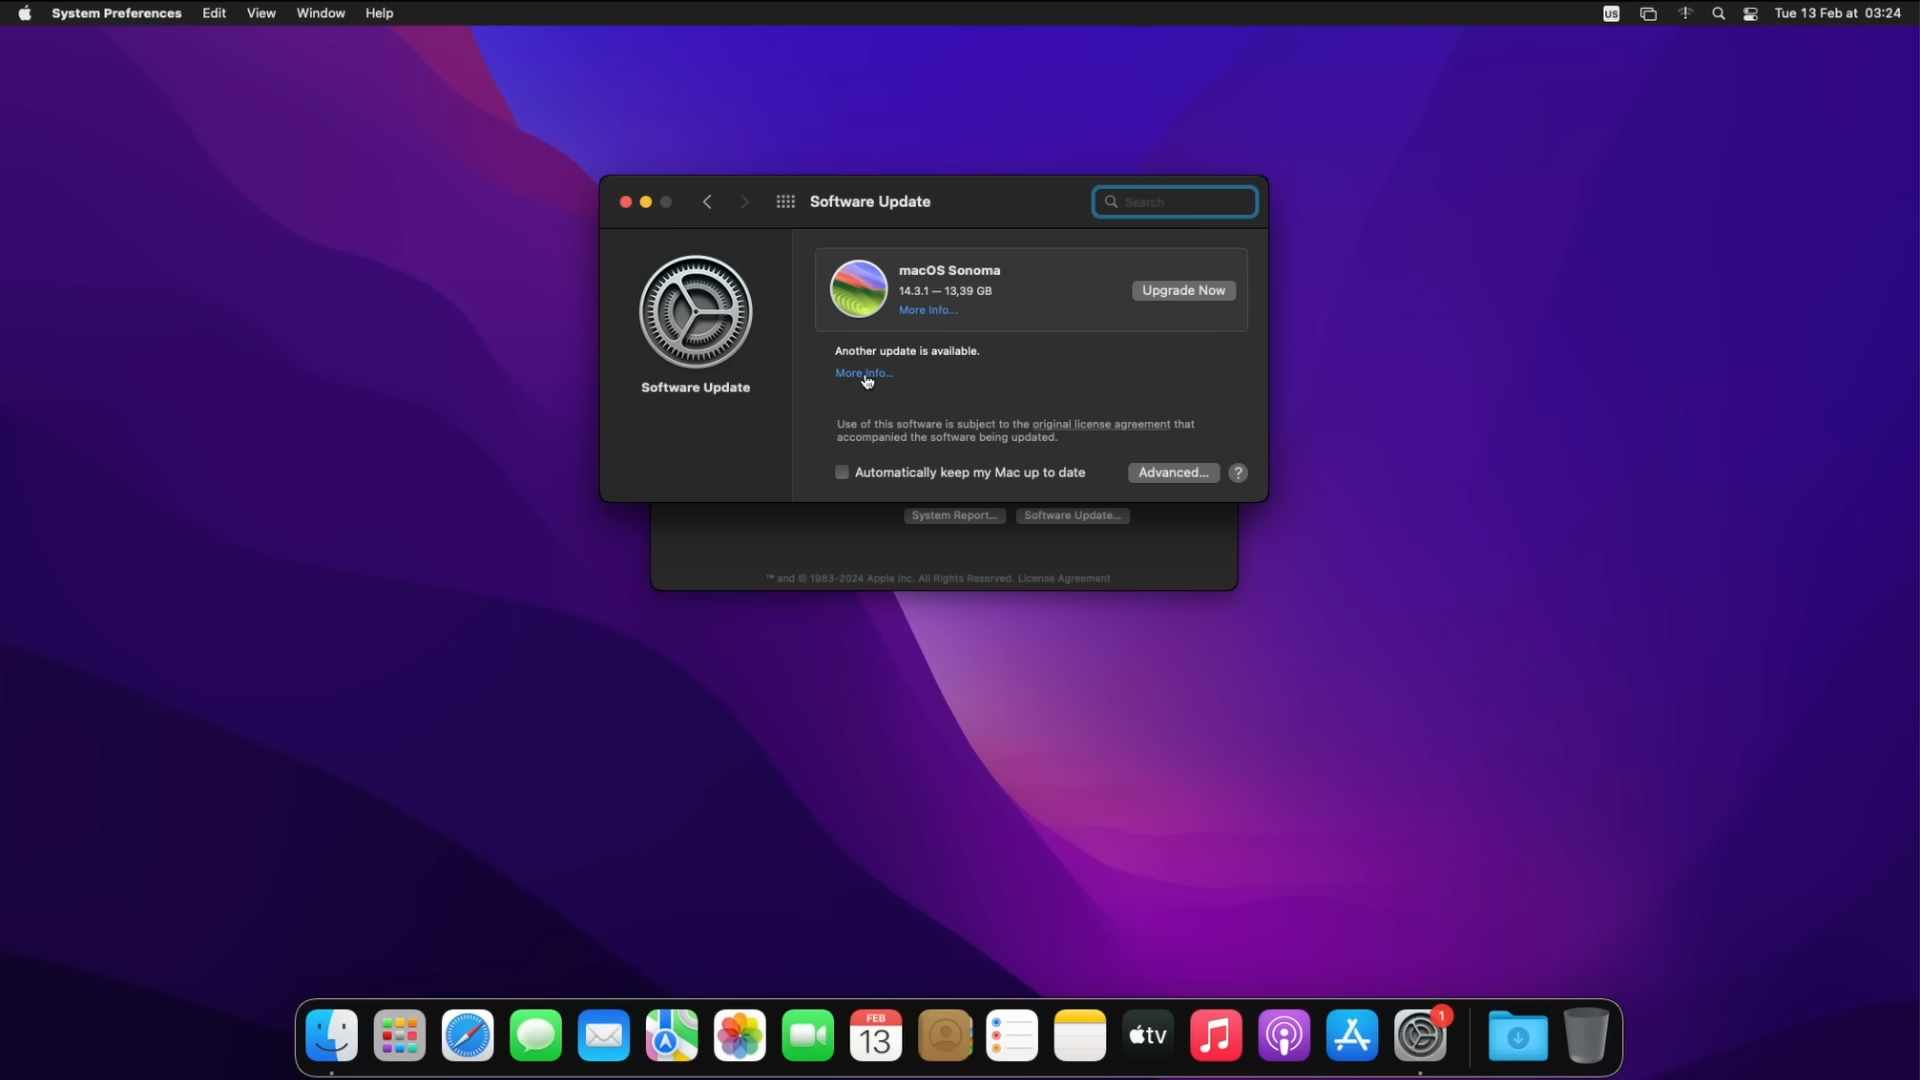 System Preferences Edit View Window Help US Tue 13 Feb at 03:24
Software Update Search
macOS Sonoma
14.3.1 — 13,39 GB
More Info...
Upgrade Now
Software Update
Another update is available.
More Info...
Use of this software is subject to the original license agreement that
accompanied the software being updated.
Automatically keep my Mac up to date Advanced... ?
System Report... Software Update...
™ and © 1983-2024 Apple Inc. All Rights Reserved. License Agreement
FEB
13
tv
1